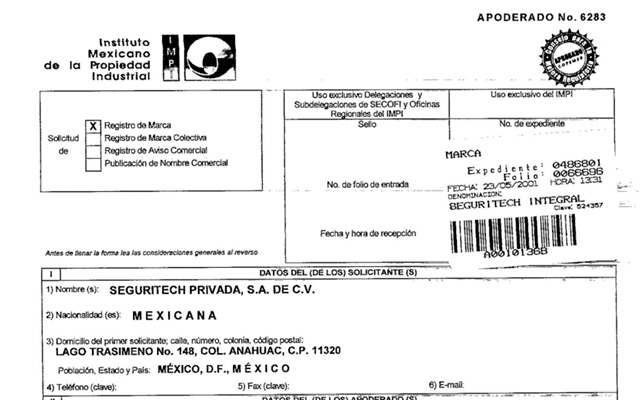 APODERADO No. 6283
Instituto
Mexicano
de la Propiedad
Industrial
IMPI
Solicitud
de
X Registro de Marca
Registro de Marca Colectiva
Registro de Aviso Comercial
Publicación de Nombre Comercial
Antes de llenar la forma lea las consideraciones generales al reverso
Uso exclusivo Delegaciones y
Subdelegaciones de SECOFI y Oficinas
Regionales del IMPI
Uso exclusivo del IMPI
Sello
No. de expediente
No. de folio de entrada
Fecha y hora de recepción
MARCA
Expediente: 0486801
Folio: 0066696
FECHA: 23/05/2001 HORA: 13:31
DENOMINACION:
SEGURITECH INTEGRAL
Clave: 524357
A0010136B
I DATOS DEL (DE LOS) SOLICITANTE (S)
1) Nombre (s): SEGURITECH PRIVADA, S.A. DE C.V.
2) Nacionalidad (es): MEXICANA
3) Domicilio del primer solicitante; calle, número, colonia, código postal:
LAGO TRASIMENO No. 148, COL. ANAHUAC, C.P. 11320
Población, Estado y País: MÉXICO, D.F., MÉXICO
4) Teléfono (clave): 5) Fax (clave): 6) E-mail:
DATOS DEL (DE LOS) APODERADO (S)